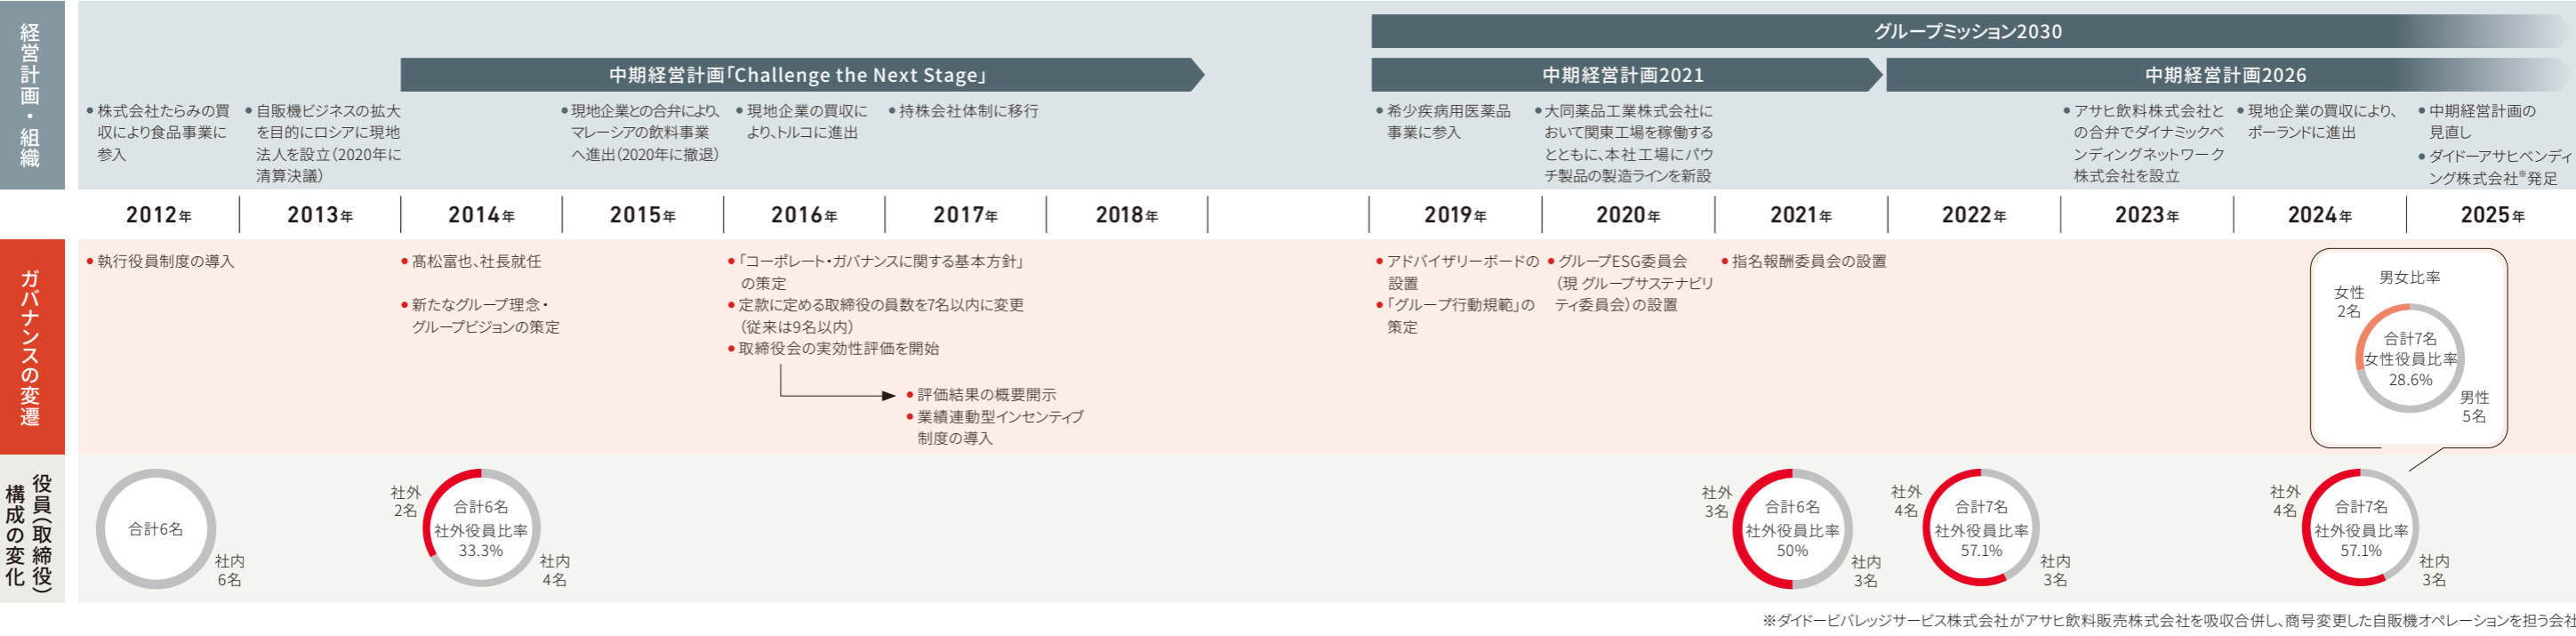 経営計画・組織
グループミッション2030
中期経営計画「Challenge the Next Stage」
中期経営計画2021
中期経営計画2026
● 株式会社たらみの買
収により食品事業に
参入
● 自販機ビジネスの拡大
を目的にロシアに現地
法人を設立（2020年に
清算決議）
● 現地企業との合弁により、
マレーシアの飲料事業
へ進出（2020年に撤退）
● 現地企業の買収に
より、トルコに進出
● 持株会社体制に移行
● 希少疾病用医薬品
事業に参入
● 大同薬品工業株式会社に
おいて関東工場を稼働する
とともに、本社工場にパウ
チ製品の製造ラインを新設
● アサヒ飲料株式会社と
の合弁でダイナミックベ
ンディングネットワーク
株式会社を設立
● 現地企業の買収により、
ポーランドに進出
● 中期経営計画の
見直し
● ダイドーアサヒベンディ
ング株式会社※発足
2012年
2013年
2014年
2015年
2016年
2017年
2018年
2019年
2020年
2021年
2022年
2023年
2024年
2025年
ガバナンスの変遷
● 執行役員制度の導入
● 髙松富也、社長就任
● 新たなグループ理念・
グループビジョンの策定
● 「コーポレート・ガバナンスに関する基本方針」
の策定
● 定款に定める取締役の員数を7名以内に変更
（従来は9名以内）
● 取締役会の実効性評価を開始
● 評価結果の概要開示
● 業績連動型インセンティブ
制度の導入
● アドバイザリーボードの
設置
● 「グループ行動規範」の
策定
● グループESG委員会
（現 グループサステナビリ
ティ委員会）の設置
● 指名報酬委員会の設置
男女比率
女性
2名
合計7名
女性役員比率
28.6%
男性
5名
役員（取締役）
構成の変化
合計6名
社内
6名
社外
2名
合計6名
社外役員比率
33.3%
社内
4名
社外
3名
合計6名
社外役員比率
50%
社内
3名
社外
4名
合計7名
社外役員比率
57.1%
社内
3名
社外
4名
合計7名
社外役員比率
57.1%
社内
3名
※ダイドービバレッジサービス株式会社がアサヒ飲料販売株式会社を吸収合併し、商号変更した自販機オペレーションを担う会社